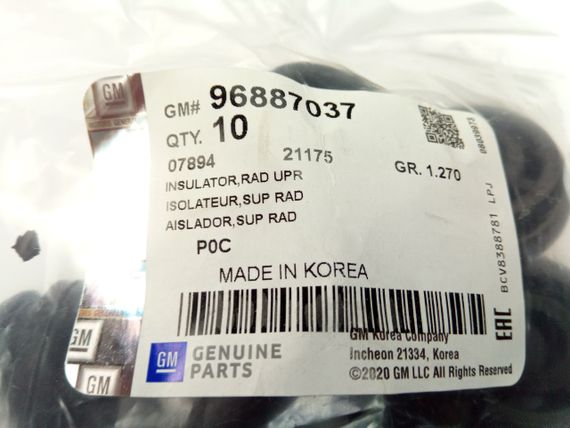 GM
GM# 96887037
QTY. 10
07894 21175
GR. 1.270
INSULATOR,RAD UPR
ISOLATEUR,SUP RAD
AISLADOR,SUP RAD
P0C
MADE IN KOREA
GM GENUINE PARTS
GM Korea Company
Incheon 21334, Korea
©2020 GM LLC All Rights Reserved
EAC
BCV8388781 LPJ
GM
GM